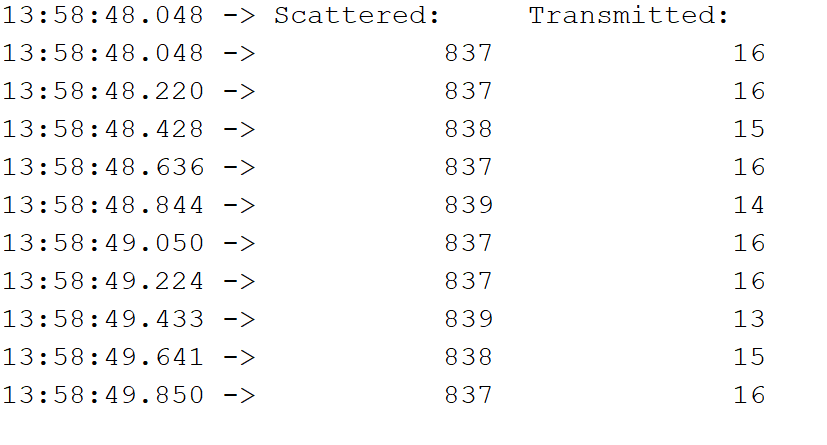 13:58:48.048 -> Scattered:     Transmitted:
13:58:48.048 ->           837              16
13:58:48.220 ->           837              16
13:58:48.428 ->           838              15
13:58:48.636 ->           837              16
13:58:48.844 ->           839              14
13:58:49.050 ->           837              16
13:58:49.224 ->           837              16
13:58:49.433 ->           839              13
13:58:49.641 ->           838              15
13:58:49.850 ->           837              16